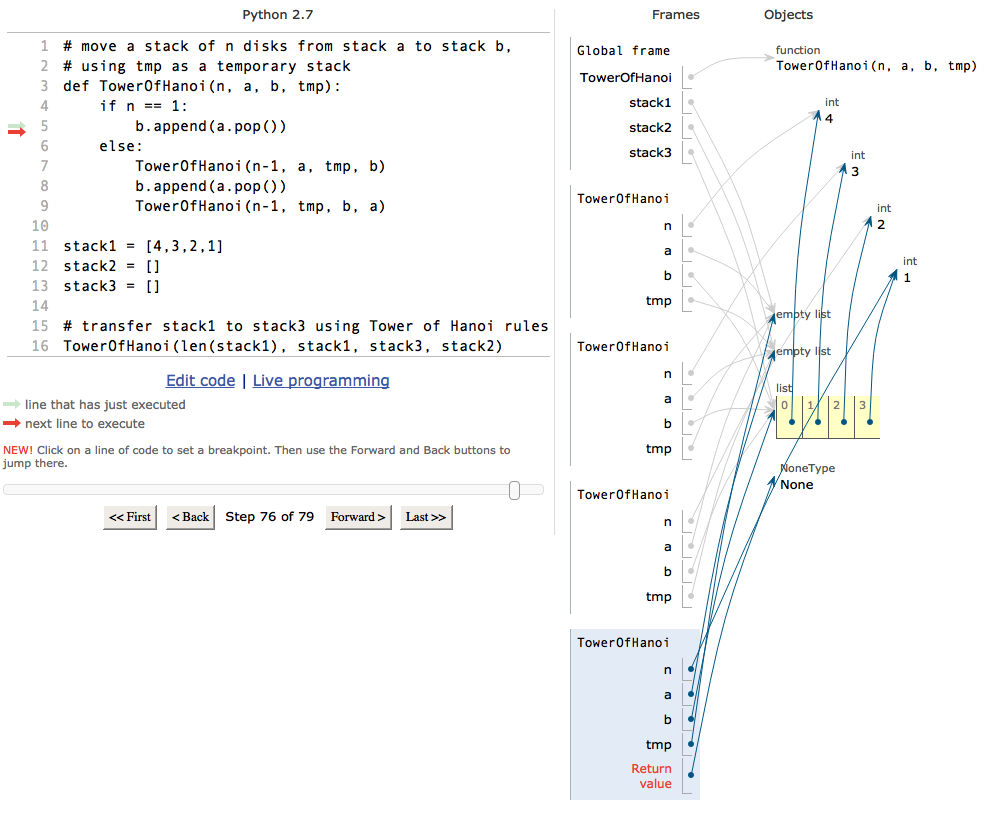 Python 2.7
1 # move a stack of n disks from stack a to stack b,
2 # using tmp as a temporary stack
3 def TowerOfHanoi(n, a, b, tmp):
4     if n == 1:
5         b.append(a.pop())
6     else:
7         TowerOfHanoi(n-1, a, tmp, b)
8         b.append(a.pop())
9         TowerOfHanoi(n-1, tmp, b, a)
10
11 stack1 = [4,3,2,1]
12 stack2 = []
13 stack3 = []
14
15 # transfer stack1 to stack3 using Tower of Hanoi rules
16 TowerOfHanoi(len(stack1), stack1, stack3, stack2)
Edit code | Live programming
line that has just executed
next line to execute
NEW! Click on a line of code to set a breakpoint. Then use the Forward and Back buttons to
jump there.
<< First < Back Step 76 of 79 Forward > Last >>
Frames Objects
Global frame
TowerOfHanoi
stack1
stack2
stack3
TowerOfHanoi
n
a
b
tmp
TowerOfHanoi
n
a
b
tmp
TowerOfHanoi
n
a
b
tmp
TowerOfHanoi
n
a
b
tmp
Return
value
function
TowerOfHanoi(n, a, b, tmp)
int
4
int
3
int
2
int
1
empty list
empty list
list
0 1 2 3
NoneType
None